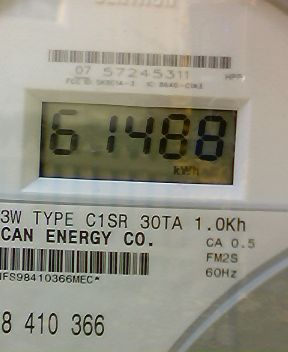 07 57245311
61488
kWh
3W TYPE C1SR 30TA 1.0Kh
CAN ENERGY CO.
CA 0.5
FM2S
60Hz
IFS98410366MEC*
8 410 366